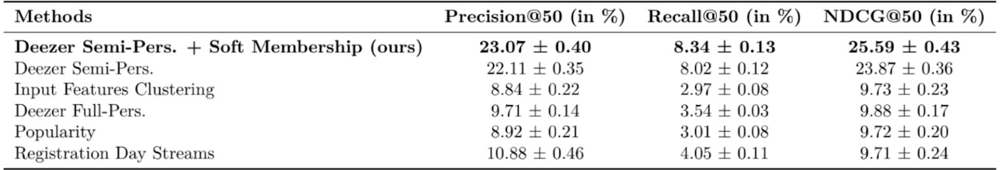 Methods Precision@50 (in %) Recall@50 (in %) NDCG@50 (in %)
Deezer Semi-Pers. + Soft Membership (ours) 23.07 ± 0.40 8.34 ± 0.13 25.59 ± 0.43
Deezer Semi-Pers. 22.11 ± 0.35 8.02 ± 0.12 23.87 ± 0.36
Input Features Clustering 8.84 ± 0.22 2.97 ± 0.08 9.73 ± 0.23
Deezer Full-Pers. 9.71 ± 0.14 3.54 ± 0.03 9.88 ± 0.17
Popularity 8.92 ± 0.21 3.01 ± 0.08 9.72 ± 0.20
Registration Day Streams 10.88 ± 0.46 4.05 ± 0.11 9.71 ± 0.24